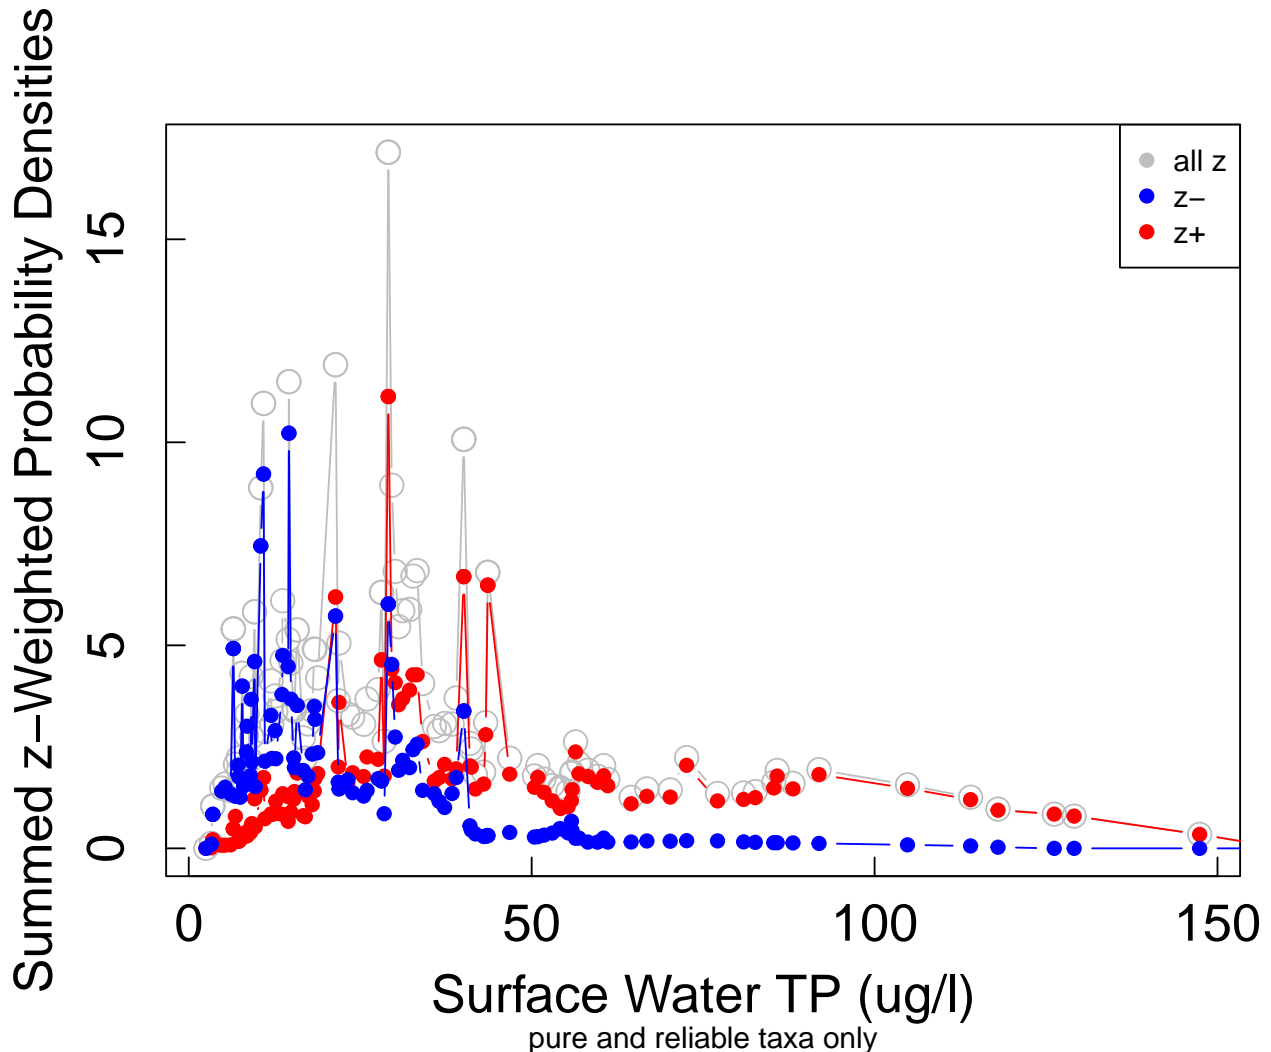 Summed z−Weighted Probability Densities
15
10
5
0
all z
z−
z+
0 50 100 150
Surface Water TP (ug/l)
pure and reliable taxa only